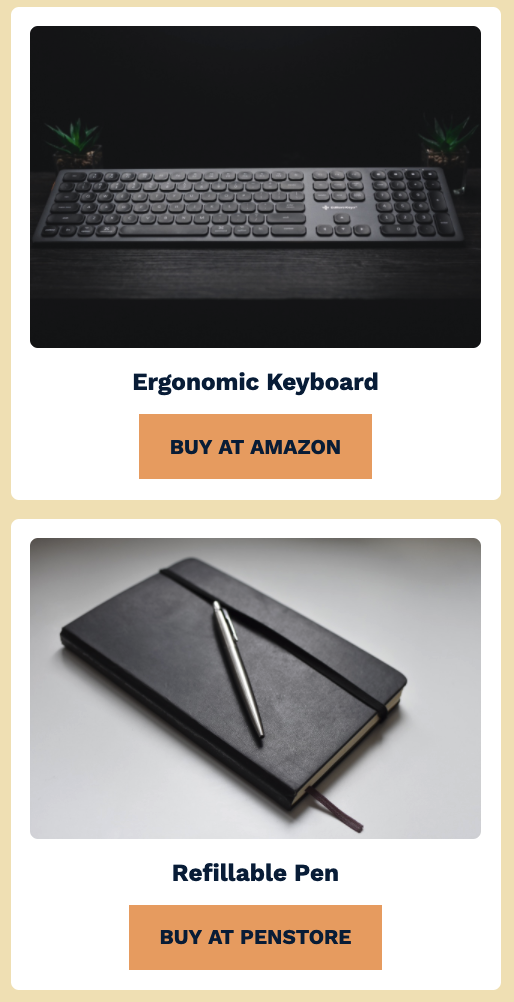 Ergonomic Keyboard
BUY AT AMAZON
Refillable Pen
BUY AT PENSTORE